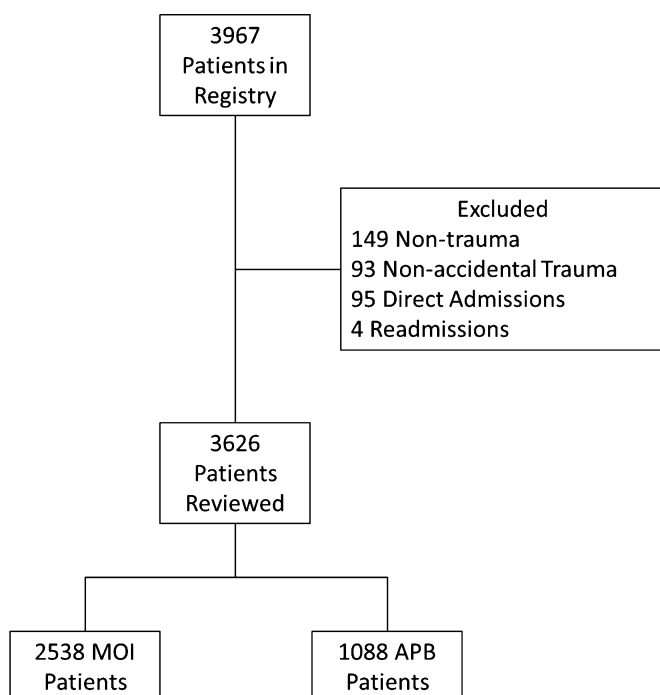 3967
Patients in
Registry
Excluded
149 Non-trauma
93 Non-accidental Trauma
95 Direct Admissions
4 Readmissions
3626
Patients
Reviewed
2538 MOI
Patients
1088 APB
Patients